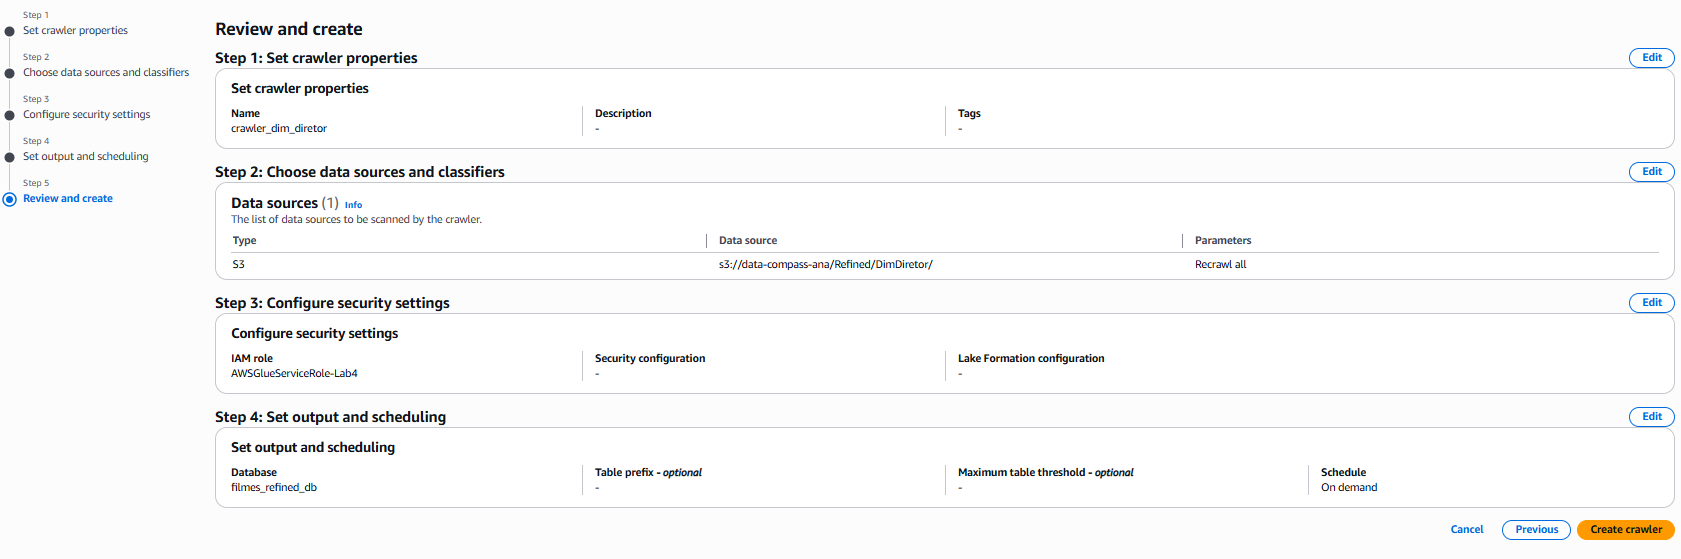 Step 1
Set crawler properties
Step 2
Choose data sources and classifiers
Step 3
Configure security settings
Step 4
Set output and scheduling
Step 5
Review and create
Review and create
Step 1: Set crawler properties
Edit
Set crawler properties
Name
Description
Tags
crawler_dim_diretor
-
-
Step 2: Choose data sources and classifiers
Edit
Data sources (1) Info
The list of data sources to be scanned by the crawler.
Type
Data source
Parameters
S3
s3://data-compass-ana/Refined/DimDiretor/
Recrawl all
Step 3: Configure security settings
Edit
Configure security settings
IAM role
Security configuration
Lake Formation configuration
AWSGlueServiceRole-Lab4
-
-
Step 4: Set output and scheduling
Edit
Set output and scheduling
Database
Table prefix - optional
Maximum table threshold - optional
Schedule
filmes_refined_db
-
-
On demand
Cancel
Previous
Create crawler